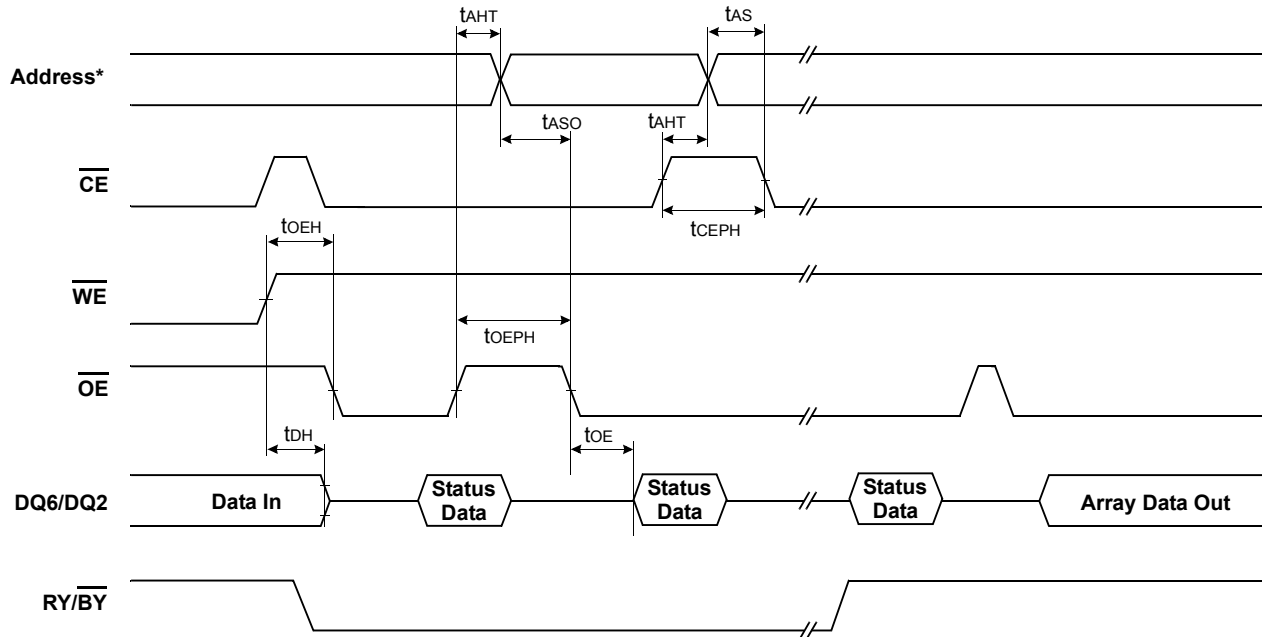 tAHT
tAS
Address*
tASO
tAHT
CE
tCEPH
tOEH
WE
tOEPH
OE
tDH
tOE
DQ6/DQ2
Data In
Status
Data
Status
Data
Status
Data
Array Data Out
RY/BY